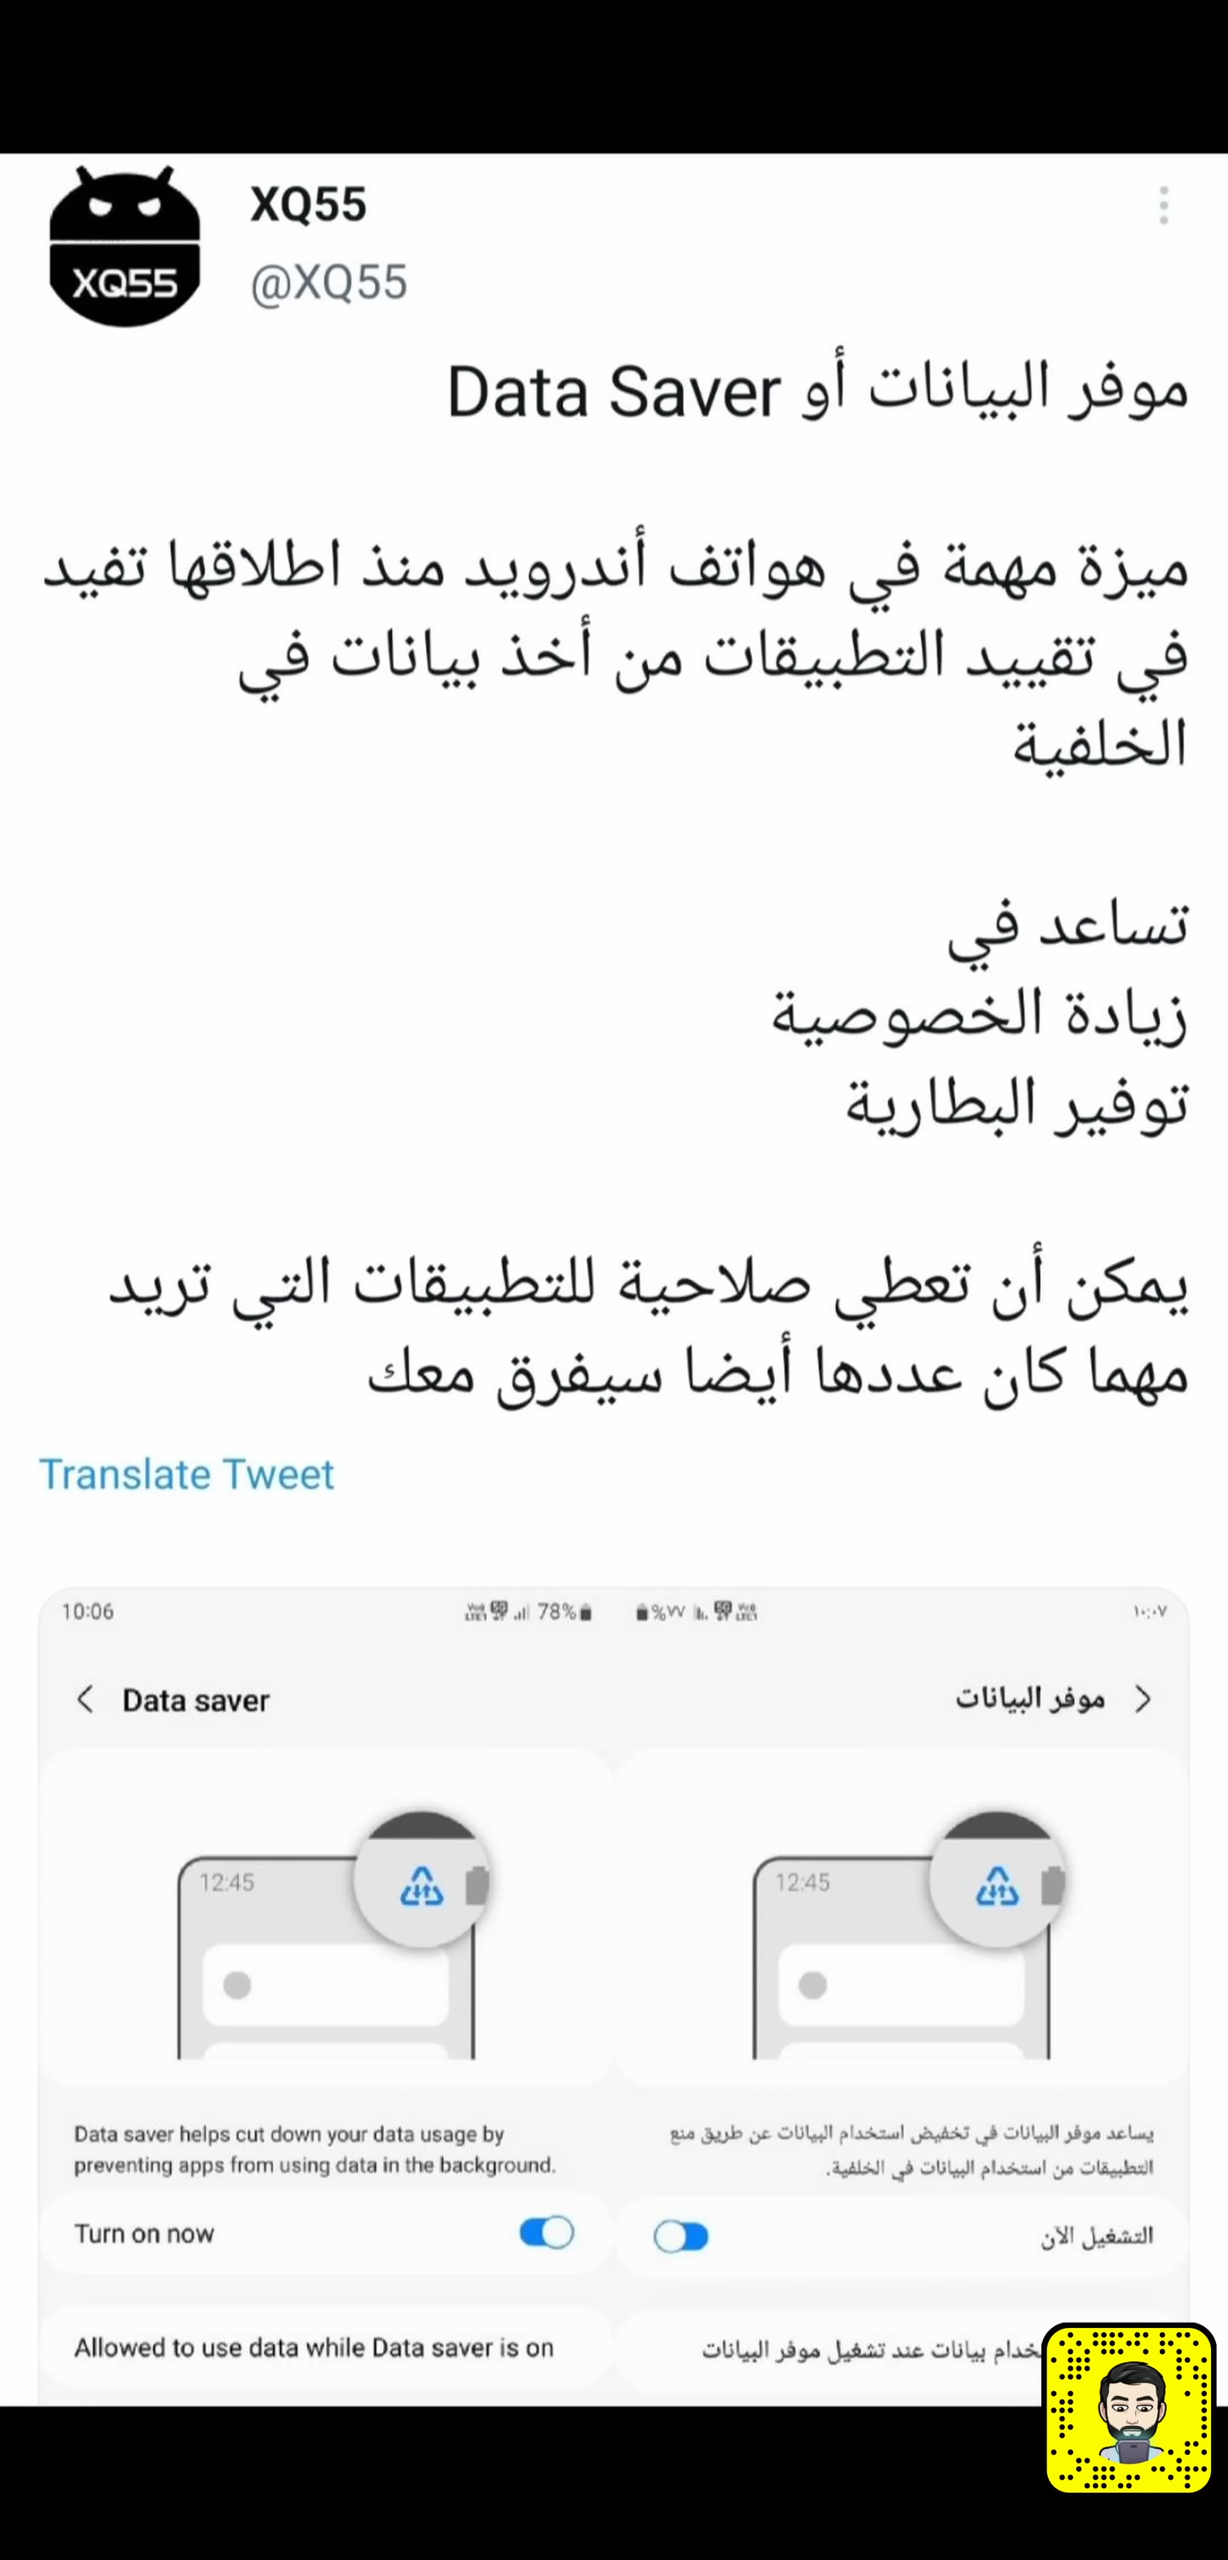 XQ55
XQ55
@XQ55
موفر البيانات أو Data Saver
ميزة مهمة في هواتف أندرويد منذ اطلاقها تفيد
في تقييد التطبيقات من أخذ بيانات في
الخلفية
تساعد في
زيادة الخصوصية
توفير البطارية
يمكن أن تعطي صلاحية للتطبيقات التي تريد
مهما كان عددها أيضا سيفرق معك
Translate Tweet
10:06
78%
%٧٧
١٠:٠٧
Data saver
موفر البيانات
12:45
12:45
Data saver helps cut down your data usage by
preventing apps from using data in the background.
يساعد موفر البيانات في تخفيض استخدام البيانات عن طريق منع
التطبيقات من استخدام البيانات في الخلفية.
Turn on now
التشغيل الآن
Allowed to use data while Data saver is on
بيانات عند تشغيل موفر البيانات